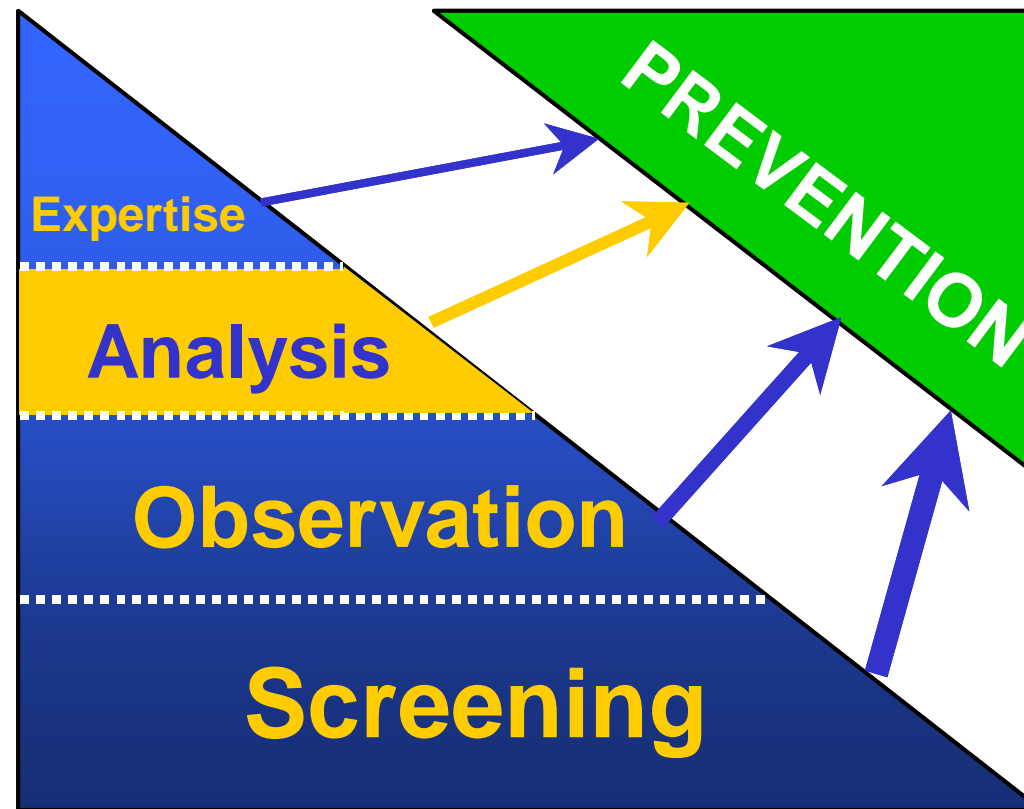 PREVENTION
Expertise
Analysis
Observation
Screening